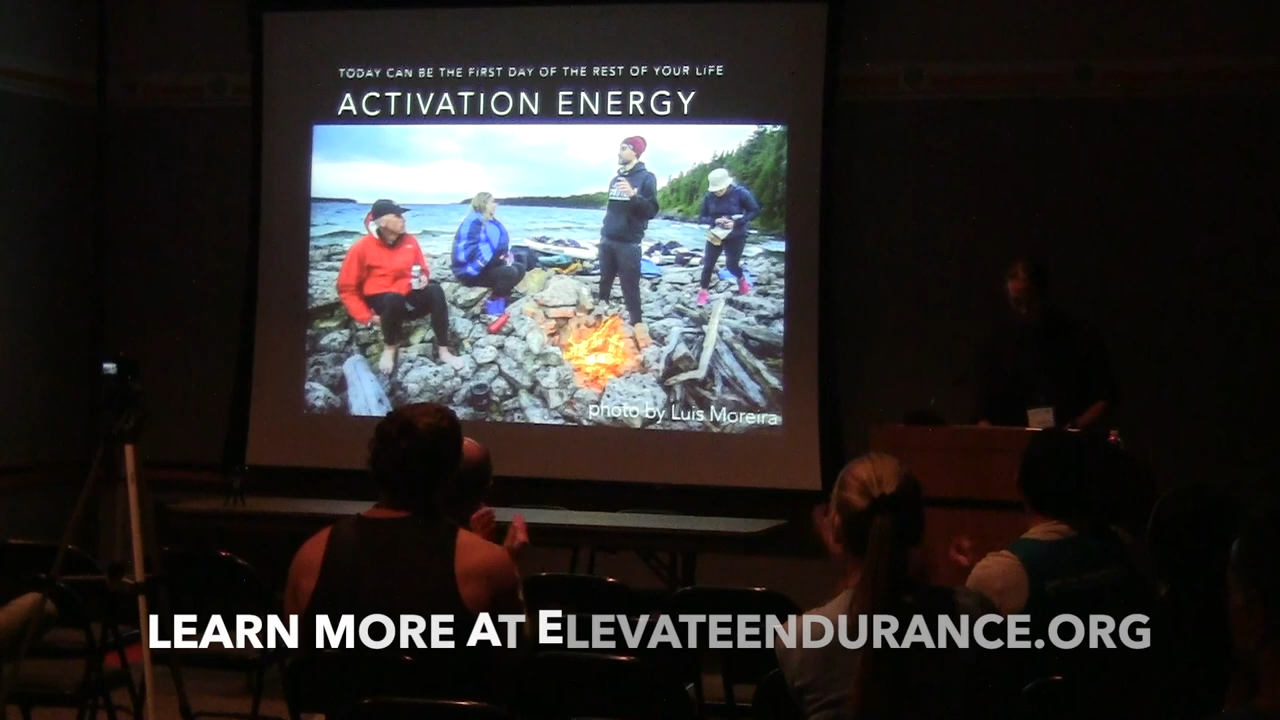 TODAY CAN BE THE FIRST DAY OF THE REST OF YOUR LIFE
ACTIVATION ENERGY
photo by Luis Moreira
LEARN MORE AT ELEVATEENDURANCE.ORG